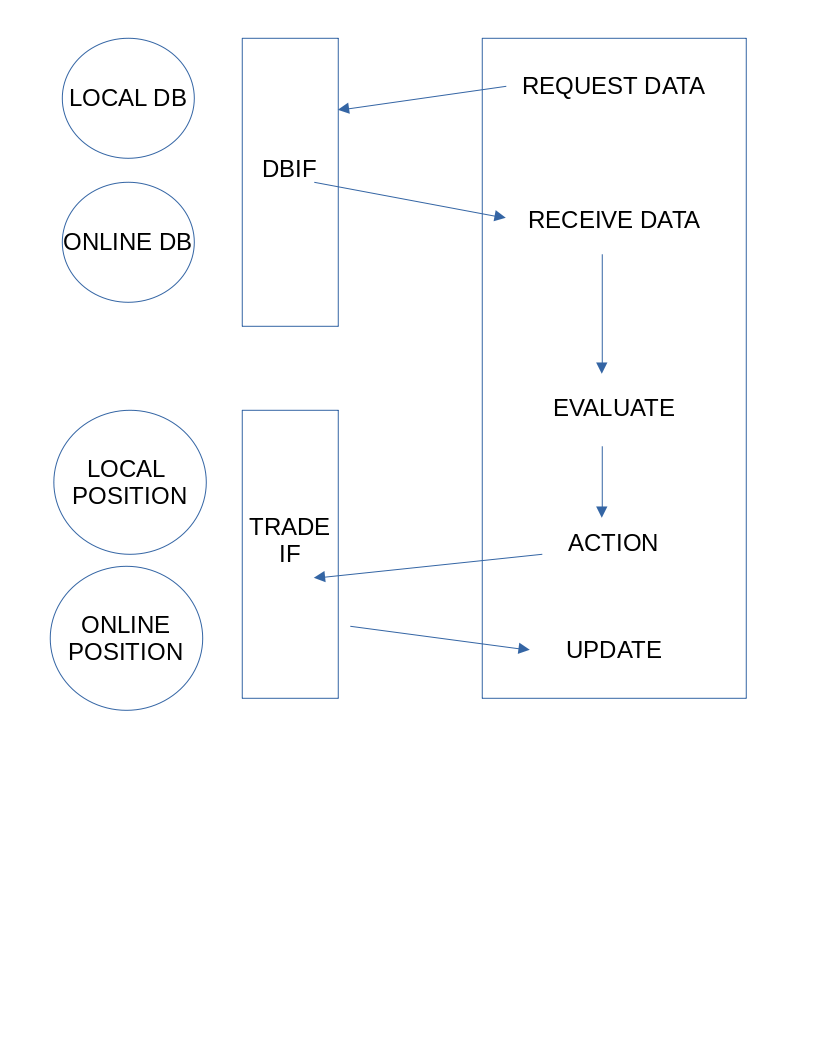 LOCAL DB
ONLINE DB
DBIF
REQUEST DATA
RECEIVE DATA
EVALUATE
LOCAL
POSITION
ONLINE
POSITION
TRADE
IF
ACTION
UPDATE